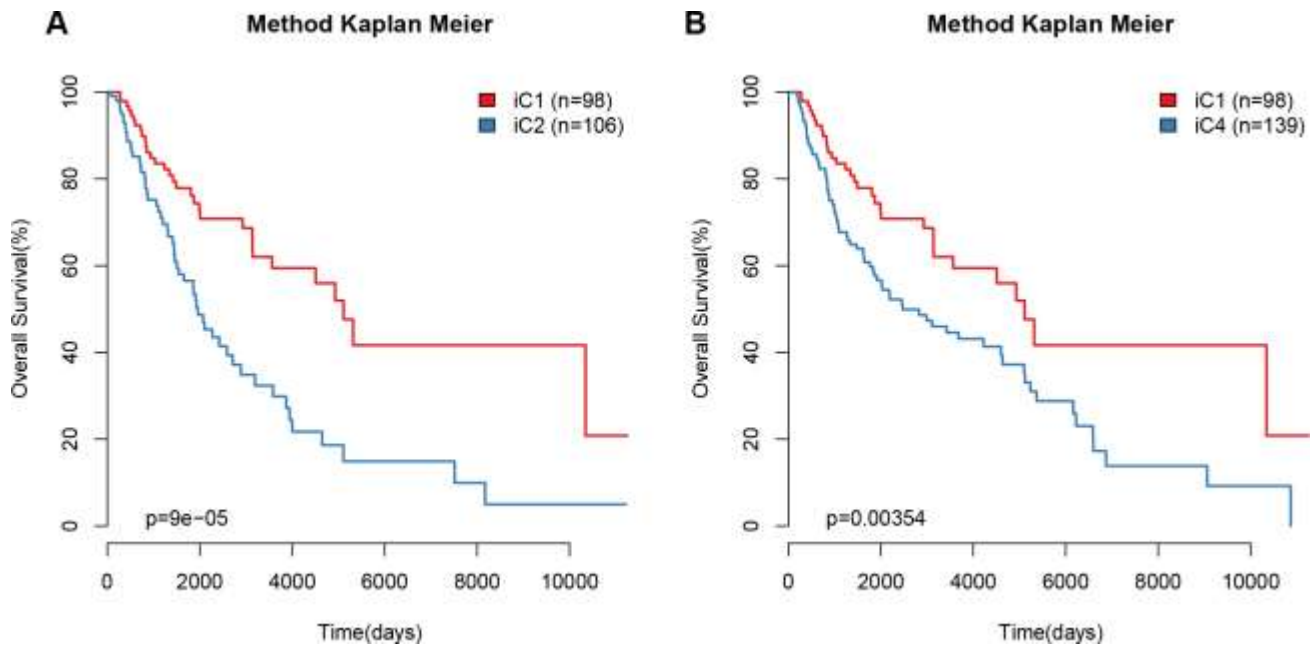 A
Method Kaplan Meier
iC1 (n=98)
iC2 (n=106)
Overall Survival(%)
100
80
60
40
20
0
p=9e−05
0 2000 4000 6000 8000 10000
Time(days)
B
Method Kaplan Meier
iC1 (n=98)
iC4 (n=139)
Overall Survival(%)
100
80
60
40
20
0
p=0.00354
0 2000 4000 6000 8000 10000
Time(days)